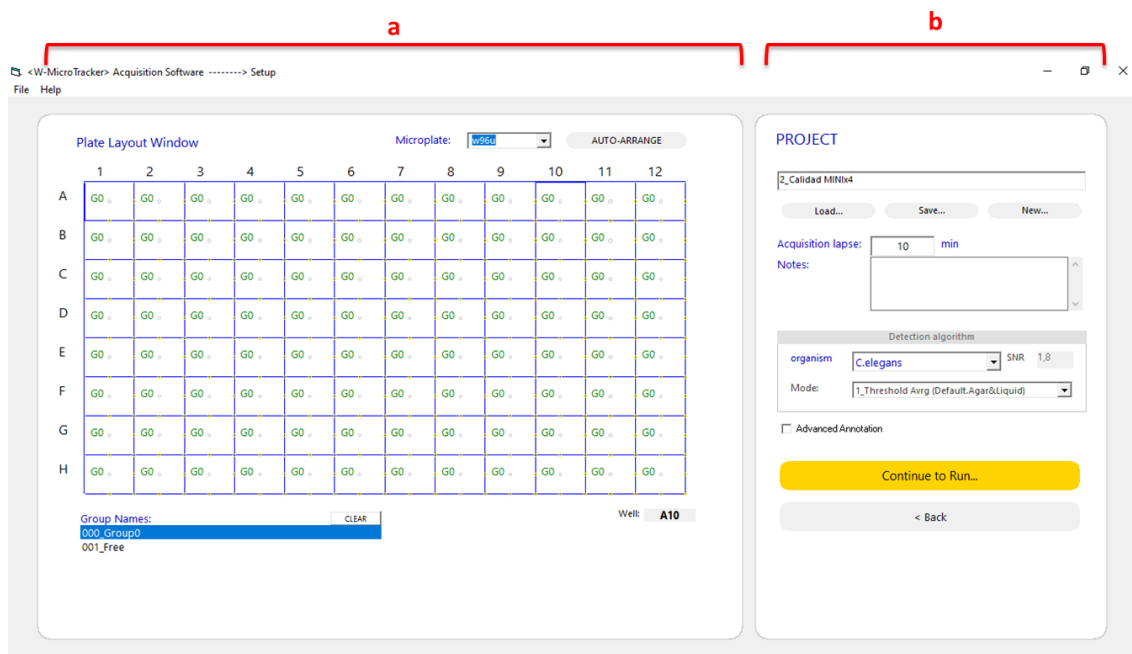 a
b
<W-MicroTracker> Acquisition Software --------> Setup
File Help
Plate Layout Window
Microplate: w96u AUTO-ARRANGE
1 2 3 4 5 6 7 8 9 10 11 12
A G0 G0 G0 G0 G0 G0 G0 G0 G0 G0 G0 G0
B G0 G0 G0 G0 G0 G0 G0 G0 G0 G0 G0 G0
C G0 G0 G0 G0 G0 G0 G0 G0 G0 G0 G0 G0
D G0 G0 G0 G0 G0 G0 G0 G0 G0 G0 G0 G0
E G0 G0 G0 G0 G0 G0 G0 G0 G0 G0 G0 G0
F G0 G0 G0 G0 G0 G0 G0 G0 G0 G0 G0 G0
G G0 G0 G0 G0 G0 G0 G0 G0 G0 G0 G0 G0
H G0 G0 G0 G0 G0 G0 G0 G0 G0 G0 G0 G0
Group Names: CLEAR
Well: A10
000_Group0
001_Free
PROJECT
2_Calidad MINIx4
Load... Save... New...
Acquisition lapse: 10 min
Notes:
Detection algorithm
organism C.elegans SNR 1,8
Mode: 1_Threshold Avrg (Default.Agar&Liquid)
Advanced Annotation
Continue to Run...
< Back